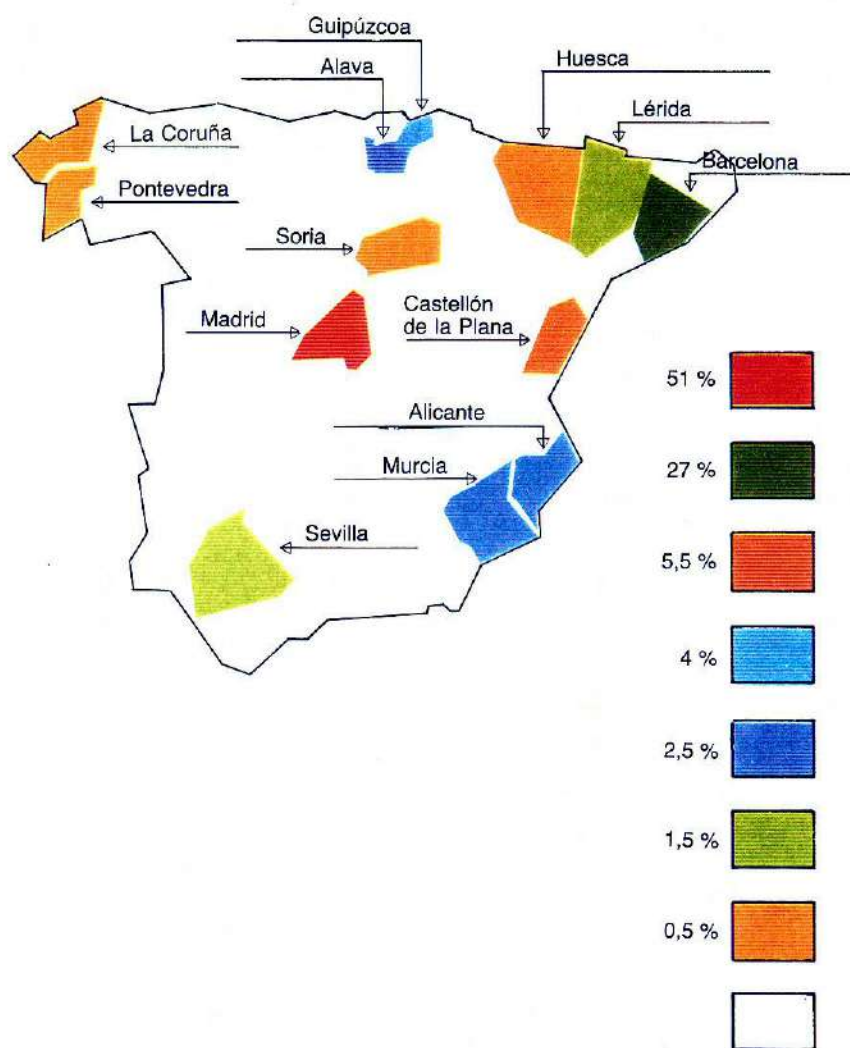 Guipúzcoa
Alava
Huesca
Lérida
La Coruña
Barcelona
Pontevedra
Soria
Madrid
Castellón
de la Plana
51 %
Alicante
Murcia
27 %
Sevilla
5,5 %
4 %
2,5 %
1,5 %
0,5 %